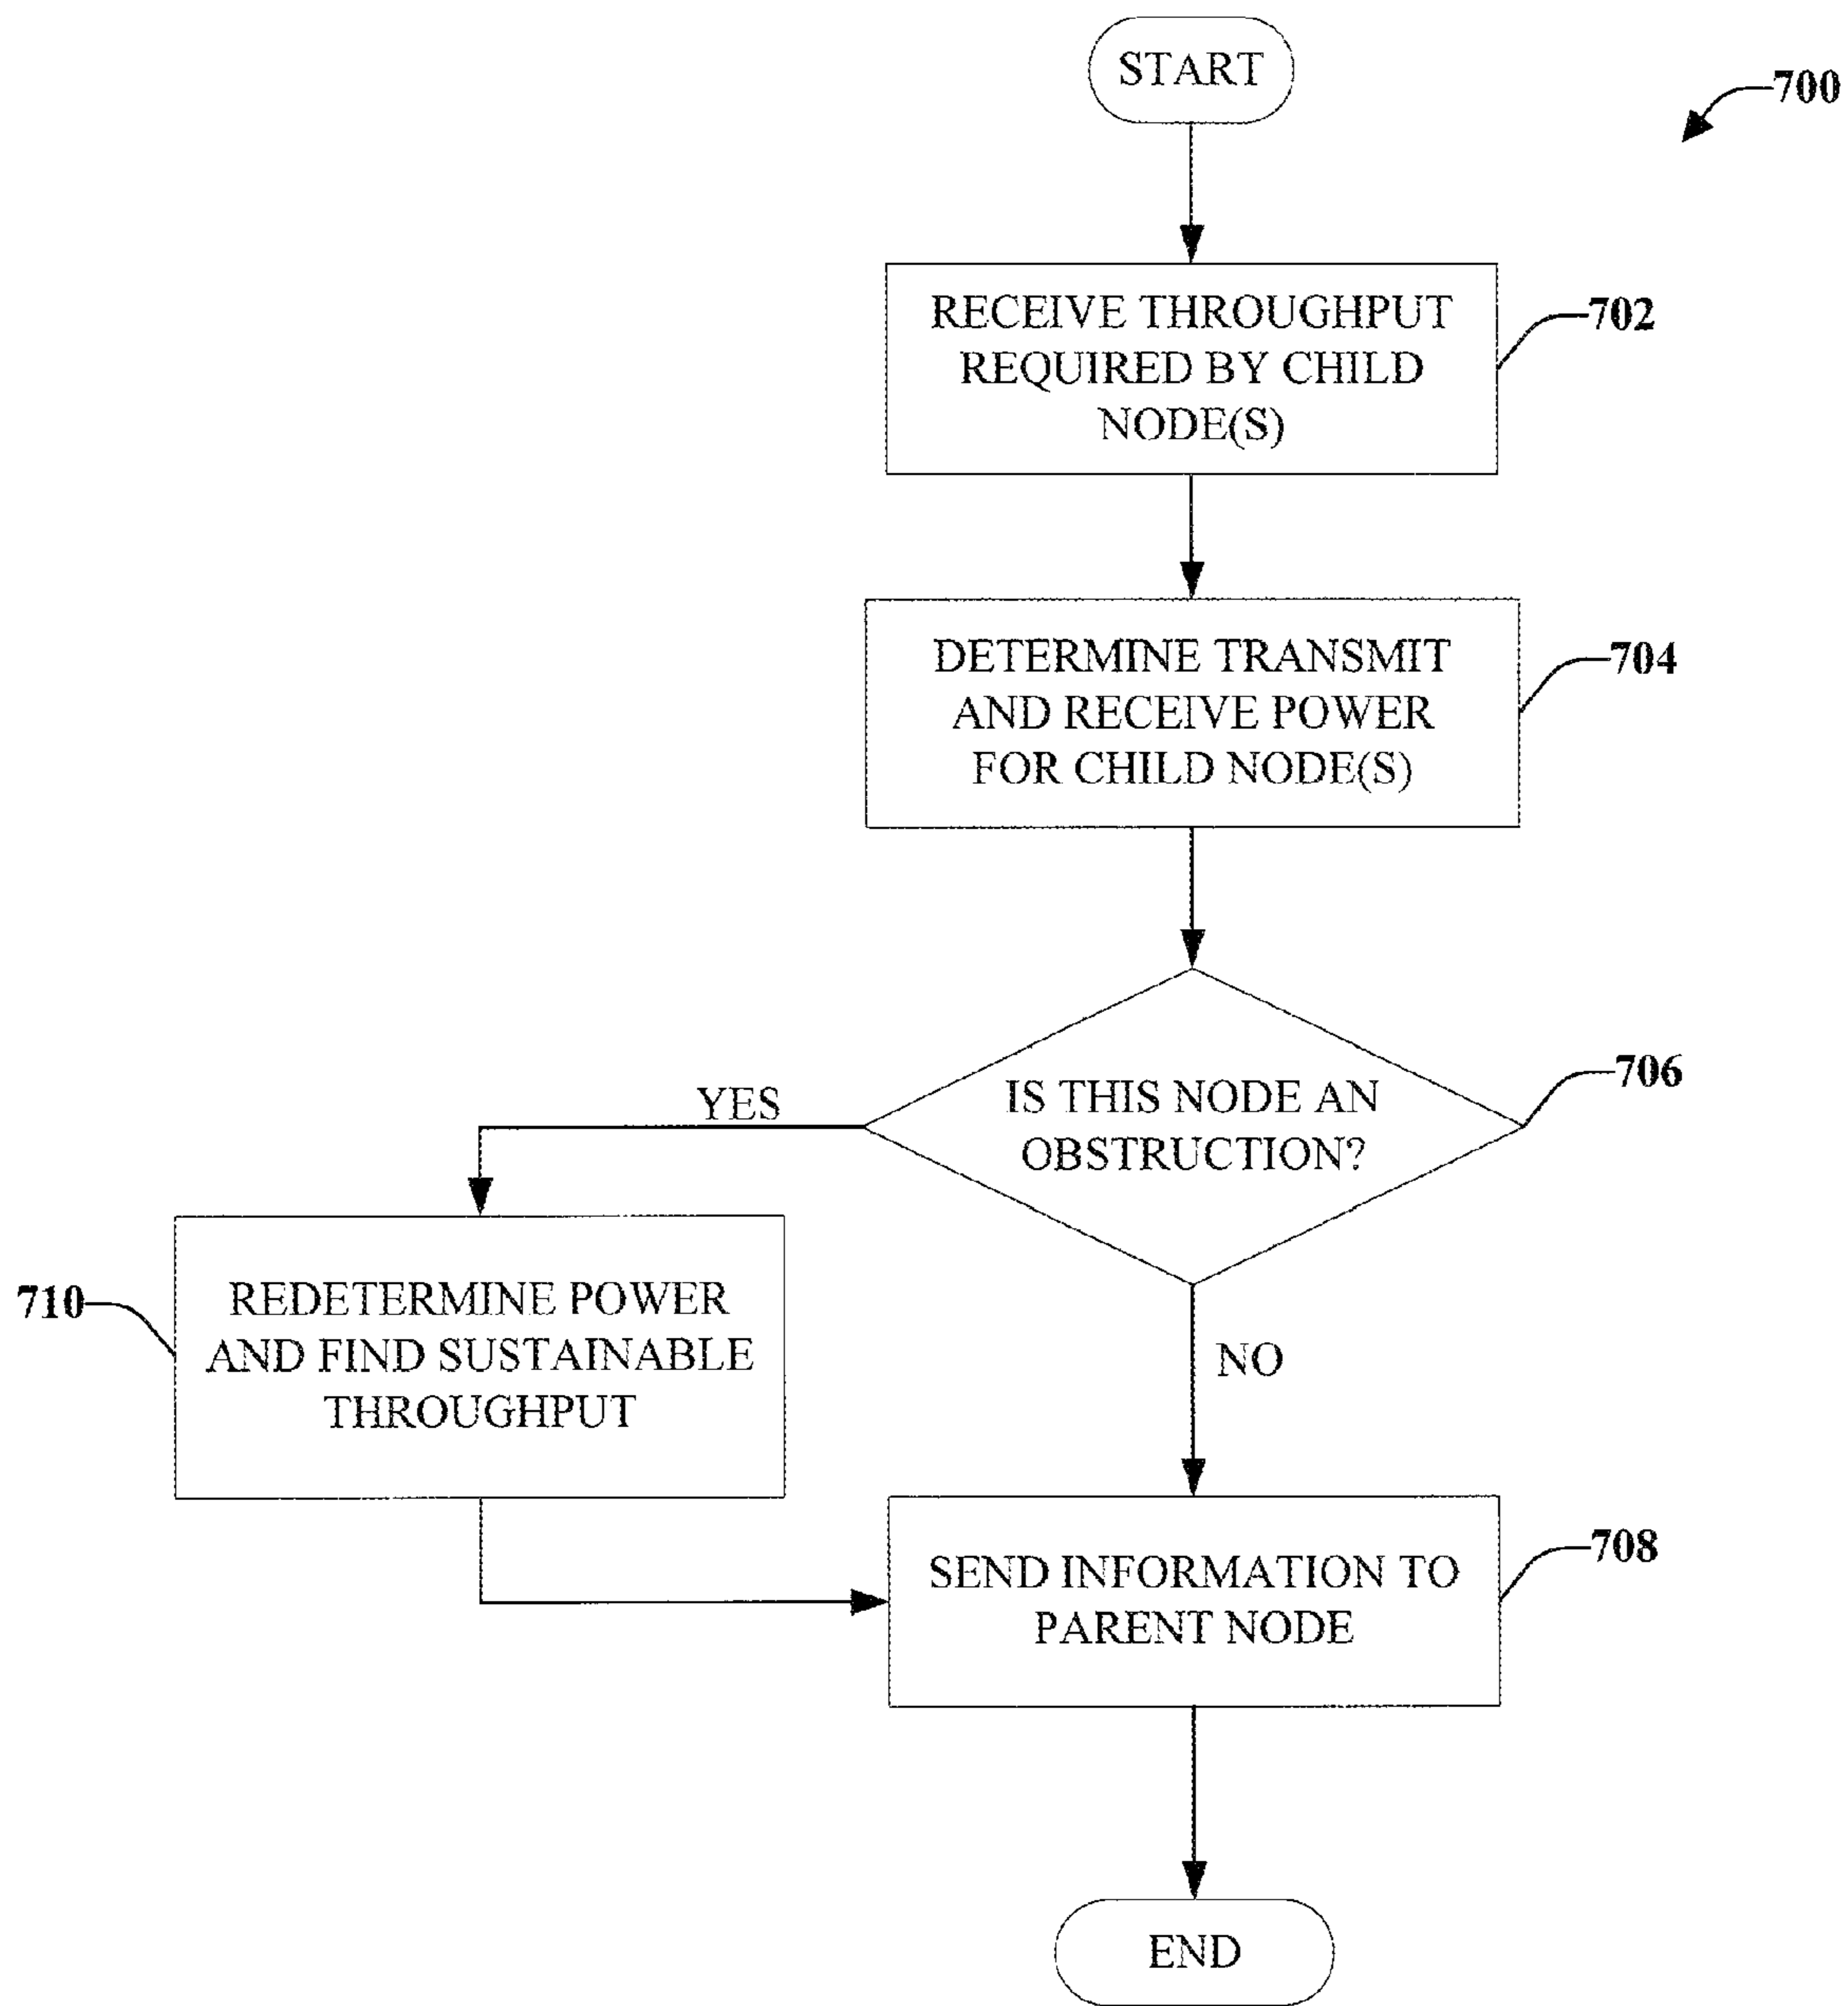 START
700
RECEIVE THROUGHPUT
REQUIRED BY CHILD
NODE(S)
702
DETERMINE TRANSMIT
AND RECEIVE POWER
FOR CHILD NODE(S)
704
IS THIS NODE AN
OBSTRUCTION?
706
YES
710
REDETERMINE POWER
AND FIND SUSTAINABLE
THROUGHPUT
NO
SEND INFORMATION TO
PARENT NODE
708
END